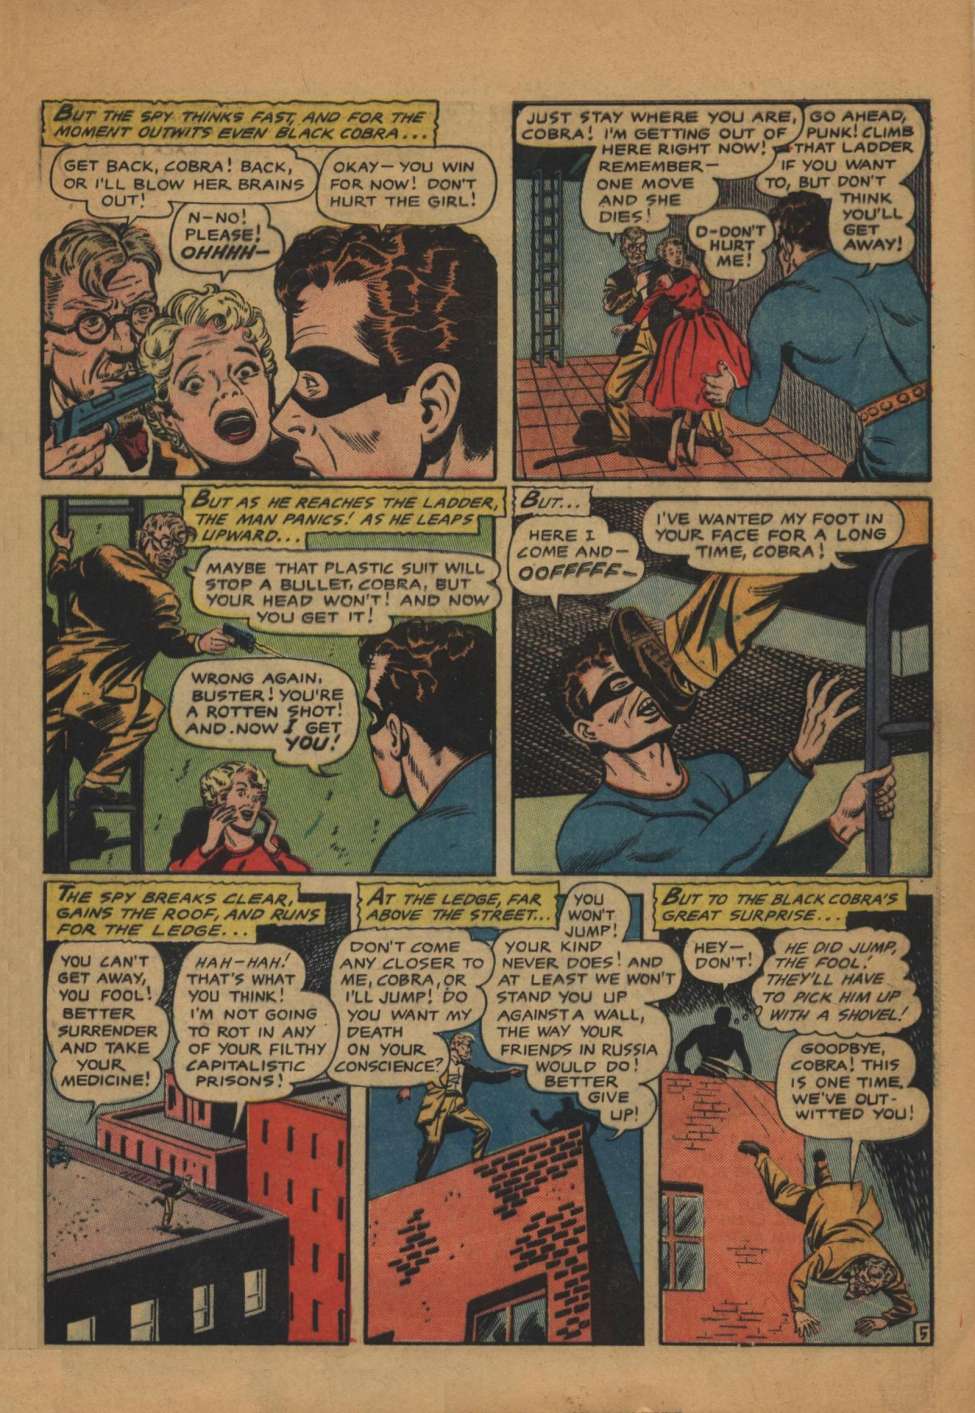 BUT THE SPY THINKS FAST, AND FOR THE
MOMENT OUTWITS EVEN BLACK COBRA...
GET BACK, COBRA! BACK,
OR I'LL BLOW HER BRAINS
OUT!
N-NO!
PLEASE!
OHHHH—
OKAY—YOU WIN
FOR NOW! DON'T
HURT THE GIRL!
JUST STAY WHERE YOU ARE,
COBRA! I'M GETTING OUT OF
HERE RIGHT NOW!
REMEMBER—
ONE MOVE
AND SHE
DIES!
D-DON'T
HURT
ME!
GO AHEAD,
PUNK! CLIMB
THAT LADDER
IF YOU WANT
TO, BUT DON'T
THINK
YOU'LL
GET
AWAY!
BUT AS HE REACHES THE LADDER,
THE MAN PANICS! AS HE LEAPS
UPWARD...
MAYBE THAT PLASTIC SUIT WILL
STOP A BULLET, COBRA, BUT
YOUR HEAD WON'T! AND NOW
YOU GET IT!
WRONG AGAIN,
BUSTER! YOU'RE
A ROTTEN SHOT!
AND NOW I GET
YOU!
BUT...
HERE I
COME AND—
OOFFFFF—
I'VE WANTED MY FOOT IN
YOUR FACE FOR A LONG
TIME, COBRA!
THE SPY BREAKS CLEAR,
GAINS THE ROOF, AND RUNS
FOR THE LEDGE...
YOU CAN'T
GET AWAY,
YOU FOOL!
BETTER
SURRENDER
AND TAKE
YOUR
MEDICINE!
HAH-HAH!
THAT'S WHAT
YOU THINK!
I'M NOT GOING
TO ROT IN ANY
OF YOUR FILTHY
CAPITALISTIC
PRISONS!
AT THE LEDGE, FAR
ABOVE THE STREET...
DON'T COME
ANY CLOSER TO
ME, COBRA, OR
I'LL JUMP! DO
YOU WANT MY
DEATH
ON YOUR
CONSCIENCE?
YOU
WON'T
JUMP!
YOUR KIND
NEVER DOES! AND
AT LEAST WE WON'T
STAND YOU UP
AGAINST A WALL,
THE WAY YOUR
FRIENDS IN RUSSIA
WOULD DO!
BETTER
GIVE
UP!
BUT TO THE BLACK COBRA'S
GREAT SURPRISE...
HEY—
DON'T!
HE DID JUMP,
THE FOOL!
THEY'LL HAVE
TO PICK HIM UP
WITH A SHOVEL!
GOODBYE,
COBRA! THIS
IS ONE TIME
WE'VE OUT-
WITTED YOU!
5